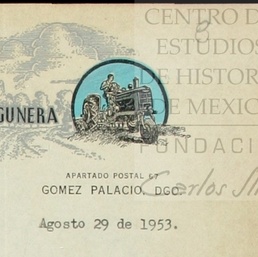 CENTRO D
ESTUDIOS
DE HISTOR
DE MEXIC
GUNERA
FUNDACI
Carlos Sl
APARTADO POSTAL 67
GOMEZ PALACIO, DGO.
Agosto 29 de 1953.